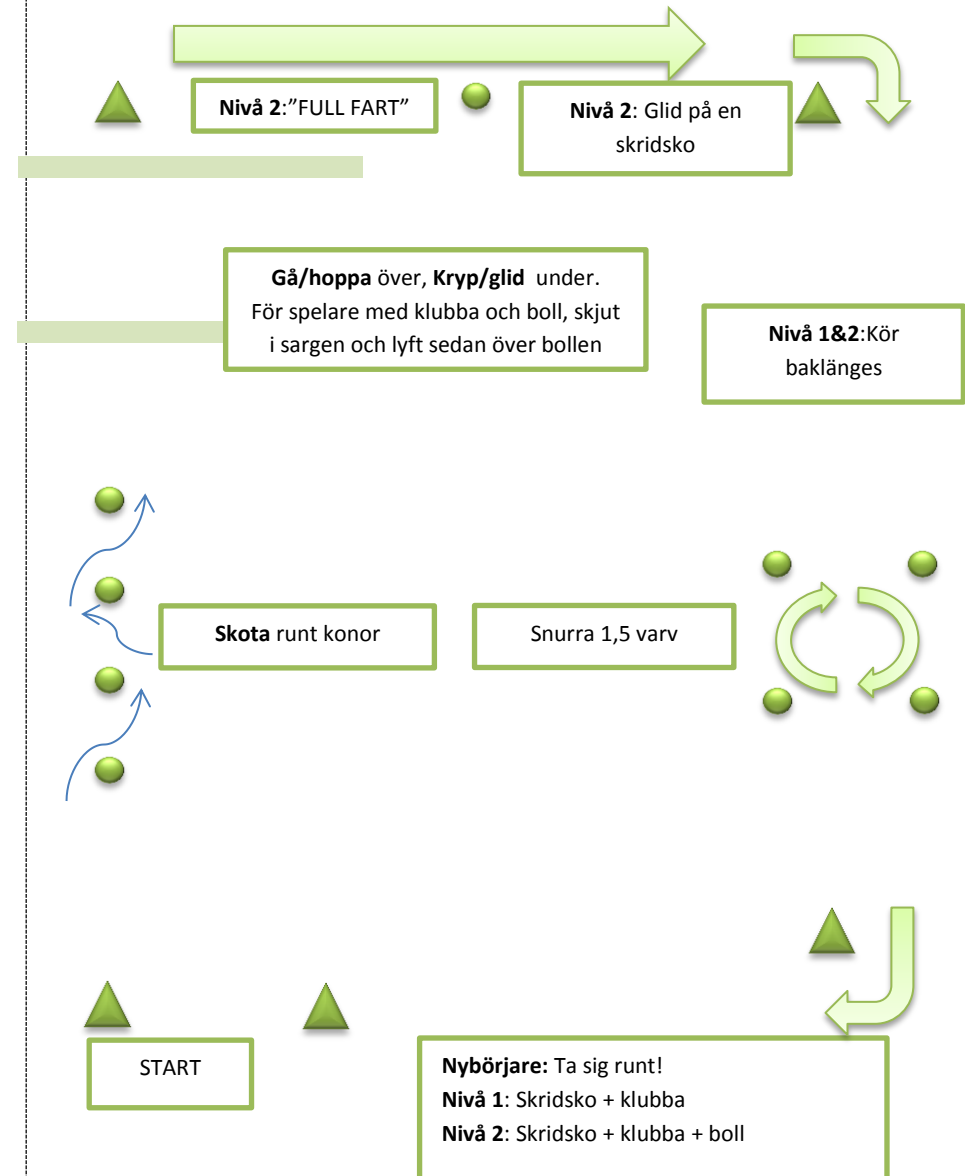 Nivå 2:”FULL FART”
Nivå 2: Glid på en
skridsko
Gå/hoppa över, Kryp/glid under.
För spelare med klubba och boll, skjut
i sargen och lyft sedan över bollen
Nivå 1&2:Kör
baklänges
Skota runt konor
Snurra 1,5 varv
START
Nybörjare: Ta sig runt!
Nivå 1: Skridsko + klubba
Nivå 2: Skridsko + klubba + boll